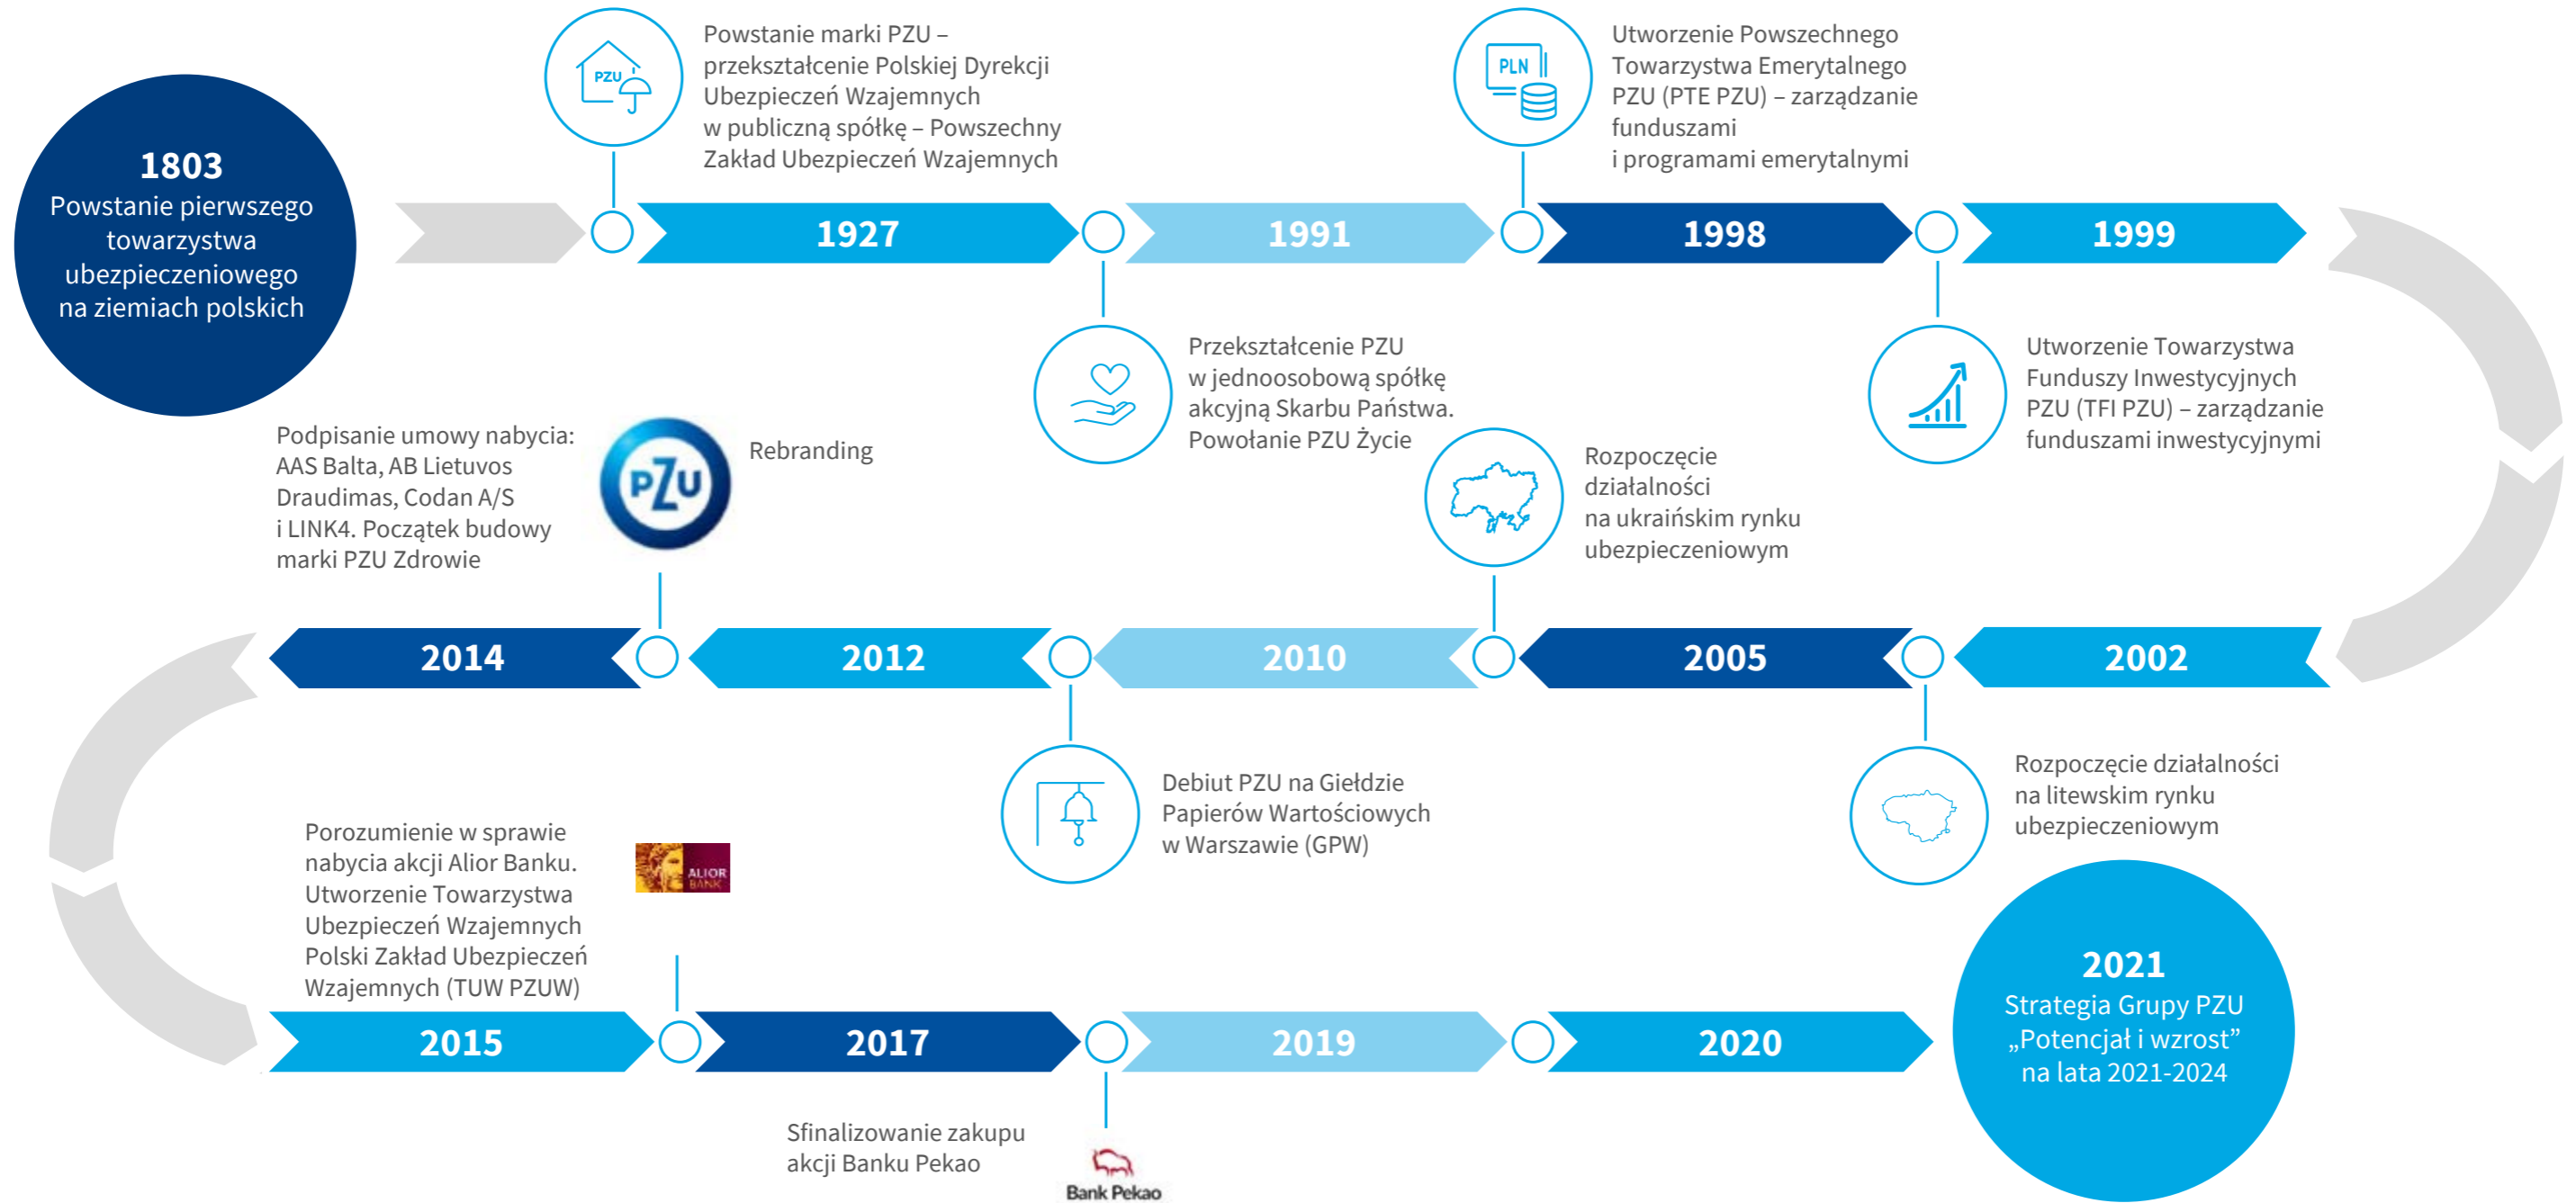 1803
Powstanie pierwszego
towarzystwa
ubezpieczeniowego
na ziemiach polskich
PZU
Powstanie marki PZU –
przekształcenie Polskiej Dyrekcji
Ubezpieczeń Wzajemnych
w publiczną spółkę – Powszechny
Zakład Ubezpieczeń Wzajemnych
PLN
Utworzenie Powszechnego
Towarzystwa Emerytalnego
PZU (PTE PZU) – zarządzanie
funduszami
i programami emerytalnymi
1927
1991
1998
1999
Przekształcenie PZU
w jednoosobową spółkę
akcyjną Skarbu Państwa.
Powołanie PZU Życie
Utworzenie Towarzystwa
Funduszy Inwestycyjnych
PZU (TFI PZU) – zarządzanie
funduszami inwestycyjnymi
Podpisanie umowy nabycia:
AAS Balta, AB Lietuvos
Draudimas, Codan A/S
i LINK4. Początek budowy
marki PZU Zdrowie
PZU
Rebranding
Rozpoczęcie
działalności
na ukraińskim rynku
ubezpieczeniowym
2014
2012
2010
2005
2002
Debiut PZU na Giełdzie
Papierów Wartościowych
w Warszawie (GPW)
Rozpoczęcie działalności
na litewskim rynku
ubezpieczeniowym
Porozumienie w sprawie
nabycia akcji Alior Banku.
Utworzenie Towarzystwa
Ubezpieczeń Wzajemnych
Polski Zakład Ubezpieczeń
Wzajemnych (TUW PZUW)
ALIOR
BANK
2015
2017
2019
2020
2021
Strategia Grupy PZU
„Potencjał i wzrost”
na lata 2021-2024
Sfinalizowanie zakupu
akcji Banku Pekao
Bank Pekao